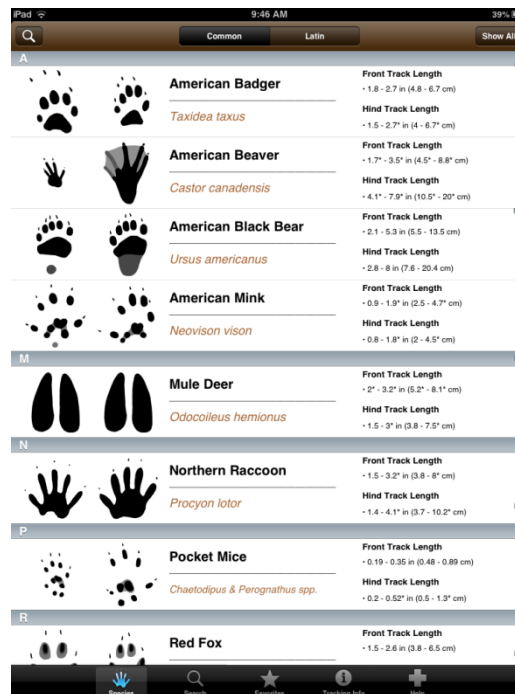 iPad 9:46 AM 39%
Common Latin Show All
A
American Badger
Taxidea taxus
Front Track Length
• 1.8 - 2.7 in (4.8 - 6.7 cm)
Hind Track Length
• 1.5 - 2.7* in (4 - 6.7* cm)
American Beaver
Castor canadensis
Front Track Length
• 1.7* - 3.5* in (4.5* - 8.8* cm)
Hind Track Length
• 4.1* - 7.9* in (10.5* - 20* cm)
American Black Bear
Ursus americanus
Front Track Length
• 2.1 - 5.3 in (5.5 - 13.5 cm)
Hind Track Length
• 2.8 - 8 in (7.6 - 20.4 cm)
American Mink
Neovison vison
Front Track Length
• 0.9 - 1.9* in (2.5 - 4.7* cm)
Hind Track Length
• 0.8 - 1.8* in (2 - 4.5* cm)
M
Mule Deer
Odocoileus hemionus
Front Track Length
• 2* - 3.2* in (5.2* - 8.1* cm)
Hind Track Length
• 1.5 - 3* in (3.8 - 7.5* cm)
N
Northern Raccoon
Procyon lotor
Front Track Length
• 1.5 - 3.2* in (3.8 - 8* cm)
Hind Track Length
• 1.4 - 4.1* in (3.7 - 10.2* cm)
P
Pocket Mice
Chaetodipus & Perognathus spp.
Front Track Length
• 0.19 - 0.35 in (0.48 - 0.89 cm)
Hind Track Length
• 0.2 - 0.52* in (0.5 - 1.3* cm)
R
Red Fox
Front Track Length
• 1.5 - 2.6 in (3.8 - 6.5 cm)
Species Search Favorites Tracking Info Help